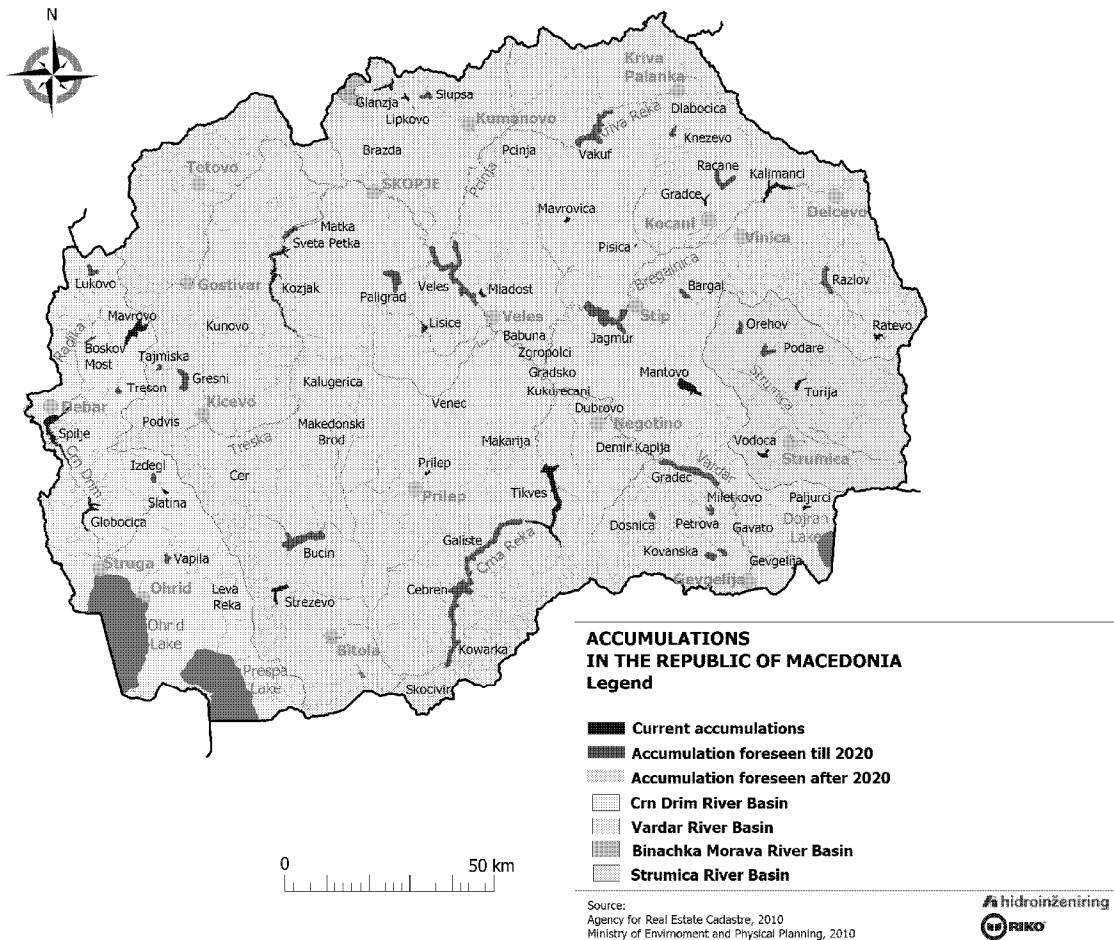 N
Kriva
Palanka
Glanzja
Slupsa
Lipkovo
Kumanovo
Dlabocica
Kriva Reka
Knezevo
Brazda
Pcinja
Vakuf
Tetovo
SKOPJE
Pcinja
Racane
Kalimanci
Gradce
Delcevo
Mavrovica
Kocani
Matka
Sveta Petka
Pisica
Vinica
Lukovo
Gostivar
Kozjak
Paligrad
Veles
Mladost
Bregalnica
Bargal
Razlov
Mavrovo
Kunovo
Lisice
Veles
Stip
Radika
Boskov
Most
Tajmiska
Babuna
Jagmur
Orehov
Ratevo
Zgropolci
Podare
Treson
Gresni
Kalugerica
Gradsko
Mantovo
Kukurecani
Strumica
Turija
Debar
Kicevo
Venec
Dubrovo
Podvis
Makedonski
Brod
Negotino
Spilje
Treska
Makarija
Demir Kapija
Vodoca
Crn Drim
Izdegl
Cer
Prilep
Vardar
Strumica
Slatina
Prilep
Tikves
Gradec
Miletkovo
Paljurci
Globocica
Dosnica
Petrova
Gavato
Dojran
Lake
Galiste
Crna Reka
Bucin
Kovanska
Gevgelija
Struga
Vapila
Cebren
Gevgelija
Ohrid
Leva
Reka
Strezevo
Ohrid
Lake
Bitola
Kowarka
Prespa
Lake
Skocivir
ACCUMULATIONS
IN THE REPUBLIC OF MACEDONIA
Legend
Current accumulations
Accumulation foreseen till 2020
Accumulation foreseen after 2020
Crn Drim River Basin
Vardar River Basin
Binachka Morava River Basin
Strumica River Basin
0 50 km
Source:
Agency for Real Estate Cadastre, 2010
Ministry of Envirnoment and Physical Planning, 2010
hidroinženiring
RIKO